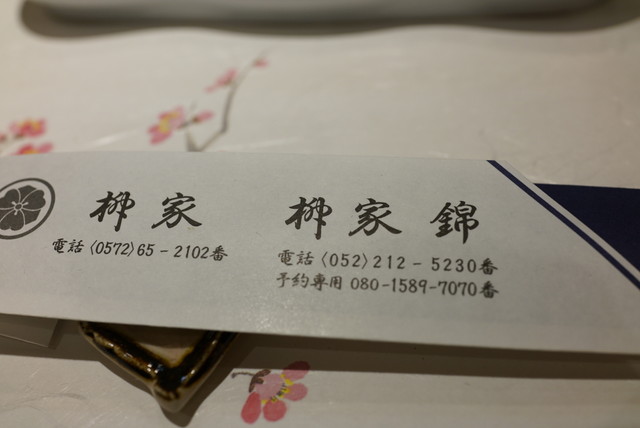 柳家
電話〈0572〉65-2102番
柳家 錦
電話〈052〉212-5230番
予約専用 080-1589-7070番